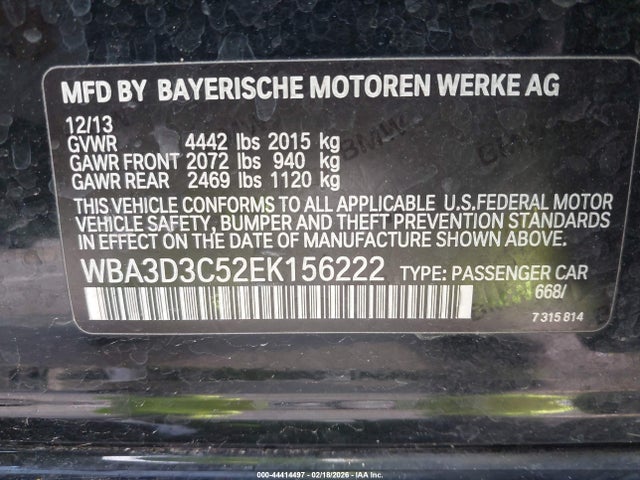 MFD BY BAYERISCHE MOTOREN WERKE AG
12/13
GVWR 4442 lbs 2015 kg
GAWR FRONT 2072 lbs 940 kg
GAWR REAR 2469 lbs 1120 kg
THIS VEHICLE CONFORMS TO ALL APPLICABLE U.S.FEDERAL MOTOR
VEHICLE SAFETY, BUMPER AND THEFT PREVENTION STANDARDS
IN EFFECT ON THE DATE OF MANUFACTURE SHOWN ABOVE.
WBA3D3C52EK156222 TYPE: PASSENGER CAR
668/
7 315 814
000-44414497 - 02/18/2026 - COPART.COM